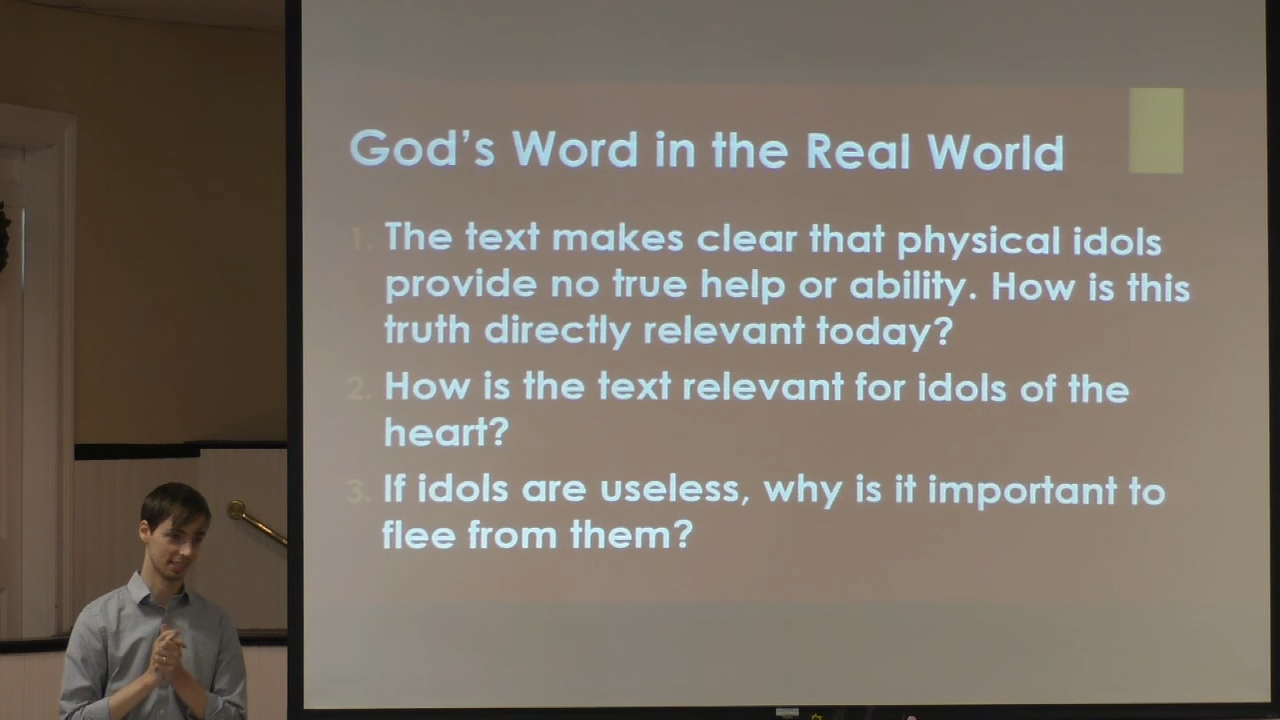 God's Word in the Real World
1. The text makes clear that physical idols
provide no true help or ability. How is this
truth directly relevant today?
2. How is the text relevant for idols of the
heart?
3. If idols are useless, why is it important to
flee from them?